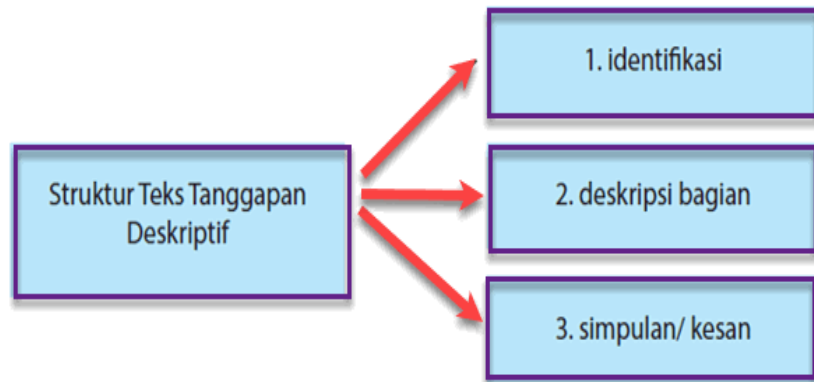 Struktur Teks Tanggapan
Deskriptif
1. identifikasi
2. deskripsi bagian
3. simpulan/ kesan